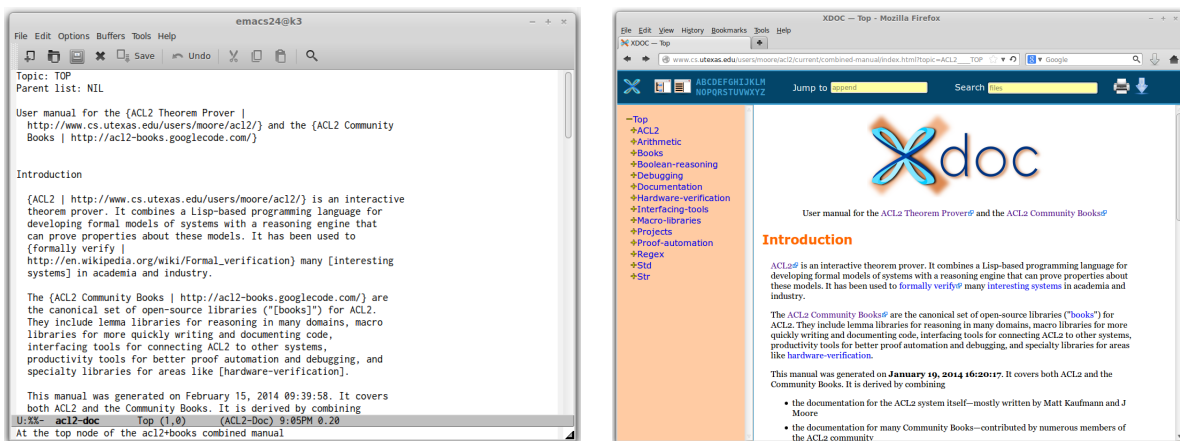 emacs24@k3
File Edit Options Buffers Tools Help
Save Undo
Topic: TOP
Parent list: NIL
User manual for the {ACL2 Theorem Prover |
http://www.cs.utexas.edu/users/moore/acl2/} and the {ACL2 Community
Books | http://acl2-books.googlecode.com/}
Introduction
{ACL2 | http://www.cs.utexas.edu/users/moore/acl2/} is an interactive
theorem prover. It combines a Lisp-based programming language for
developing formal models of systems with a reasoning engine that
can prove properties about these models. It has been used to
{formally verify |
http://en.wikipedia.org/wiki/Formal_verification} many [interesting
systems] in academia and industry.
The {ACL2 Community Books | http://acl2-books.googlecode.com/} are
the canonical set of open-source libraries ("[books]") for ACL2.
They include lemma libraries for reasoning in many domains, macro
libraries for more quickly writing and documenting code,
interfacing tools for connecting ACL2 to other systems,
productivity tools for better proof automation and debugging, and
specialty libraries for areas like [hardware-verification].
This manual was generated on February 15, 2014 09:39:58. It covers
both ACL2 and the Community Books. It is derived by combining
U:%%- acl2-doc Top (1,0) (ACL2-Doc) 9:05PM 0.20
At the top node of the acl2+books combined manual
XDOC — Top - Mozilla Firefox
File Edit View History Bookmarks Tools Help
XDOC — Top
www.cs.utexas.edu/users/moore/acl2/current/combined-manual/index.html?topic=ACL2____TOP
Google
ABCDEFGHIJKLM
NOPQRSTUVWXYZ
Jump to append
Search files
Top
ACL2
Arithmetic
Books
Boolean-reasoning
Debugging
Documentation
Hardware-verification
Interfacing-tools
Macro-libraries
Projects
Proof-automation
Regex
Std
Str
Xdoc
User manual for the ACL2 Theorem Prover and the ACL2 Community Books
Introduction
ACL2 is an interactive theorem prover. It combines a Lisp-based programming language for
developing formal models of systems with a reasoning engine that can prove properties about
these models. It has been used to formally verify many interesting systems in academia and
industry.
The ACL2 Community Books are the canonical set of open-source libraries ("books") for
ACL2. They include lemma libraries for reasoning in many domains, macro libraries for more
quickly writing and documenting code, interfacing tools for connecting ACL2 to other systems,
productivity tools for better proof automation and debugging, and specialty libraries for areas
like hardware-verification.
This manual was generated on January 19, 2014 16:20:17. It covers both ACL2 and the
Community Books. It is derived by combining
• the documentation for the ACL2 system itself—mostly written by Matt Kaufmann and J
Moore
• the documentation for many Community Books—contributed by numerous members of
the ACL2 community